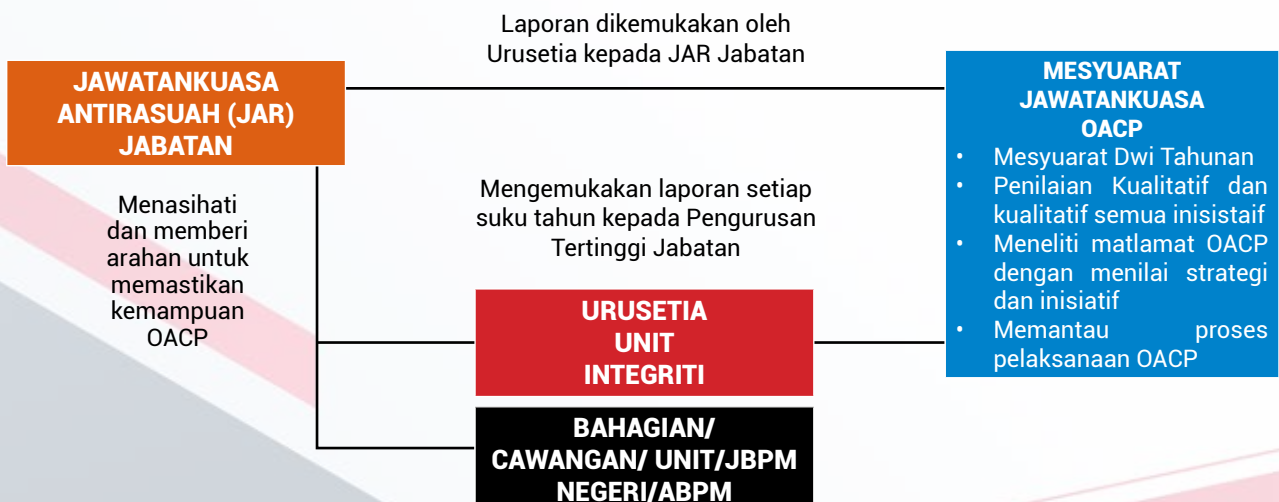 Laporan dikemukakan oleh
Urusetia kepada JAR Jabatan
JAWATANKUASA
ANTIRASUAH (JAR)
JABATAN
Menasihati
dan memberi
arahan untuk
memastikan
kemampuan
OACP
Mengemukakan laporan setiap
suku tahun kepada Pengurusan
Tertinggi Jabatan
URUSETIA
UNIT
INTEGRITI
BAHAGIAN/
CAWANGAN/ UNIT/JBPM
NEGERI/ABPM
MESYUARAT
JAWATANKUASA
OACP
• Mesyuarat Dwi Tahunan
• Penilaian Kualitatif dan
kualitatif semua inisistaif
• Meneliti matlamat OACP
dengan menilai strategi
dan inisiatif
• Memantau proses
pelaksanaan OACP